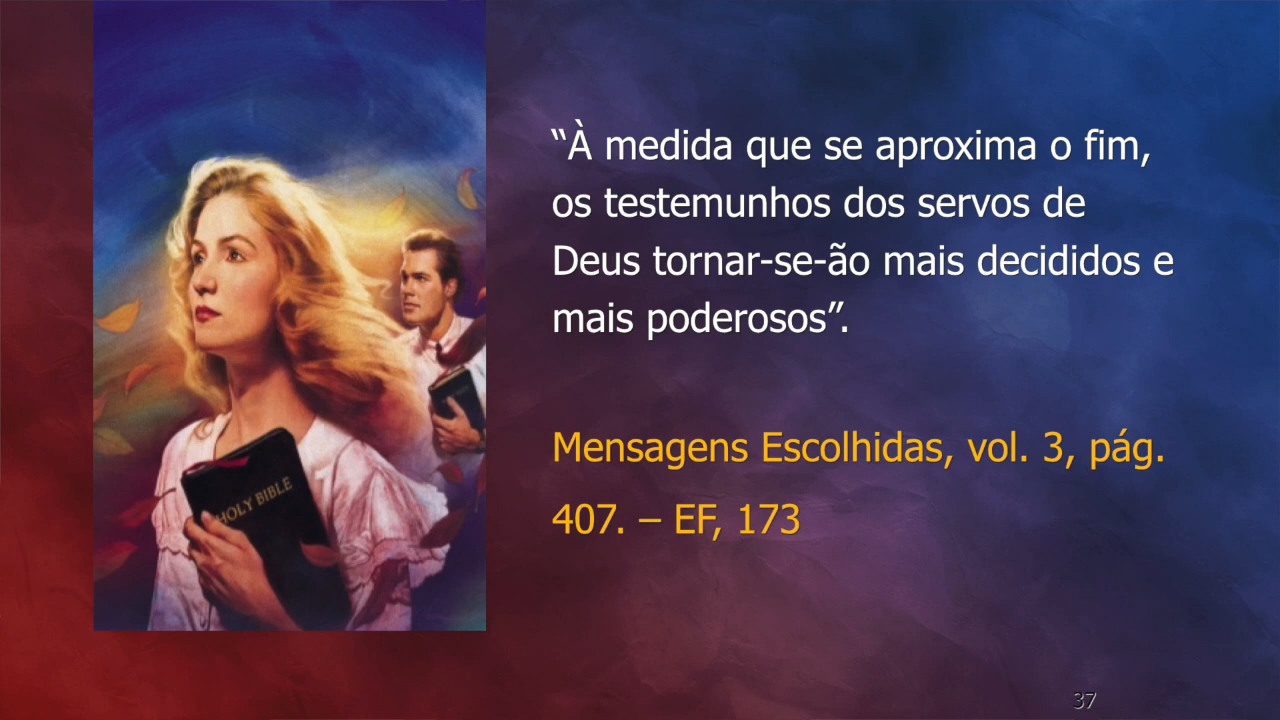 “À medida que se aproxima o fim,
os testemunhos dos servos de
Deus tornar-se-ão mais decididos e
mais poderosos”.
Mensagens Escolhidas, vol. 3, pág.
407. – EF, 173
HOLY BIBLE
37